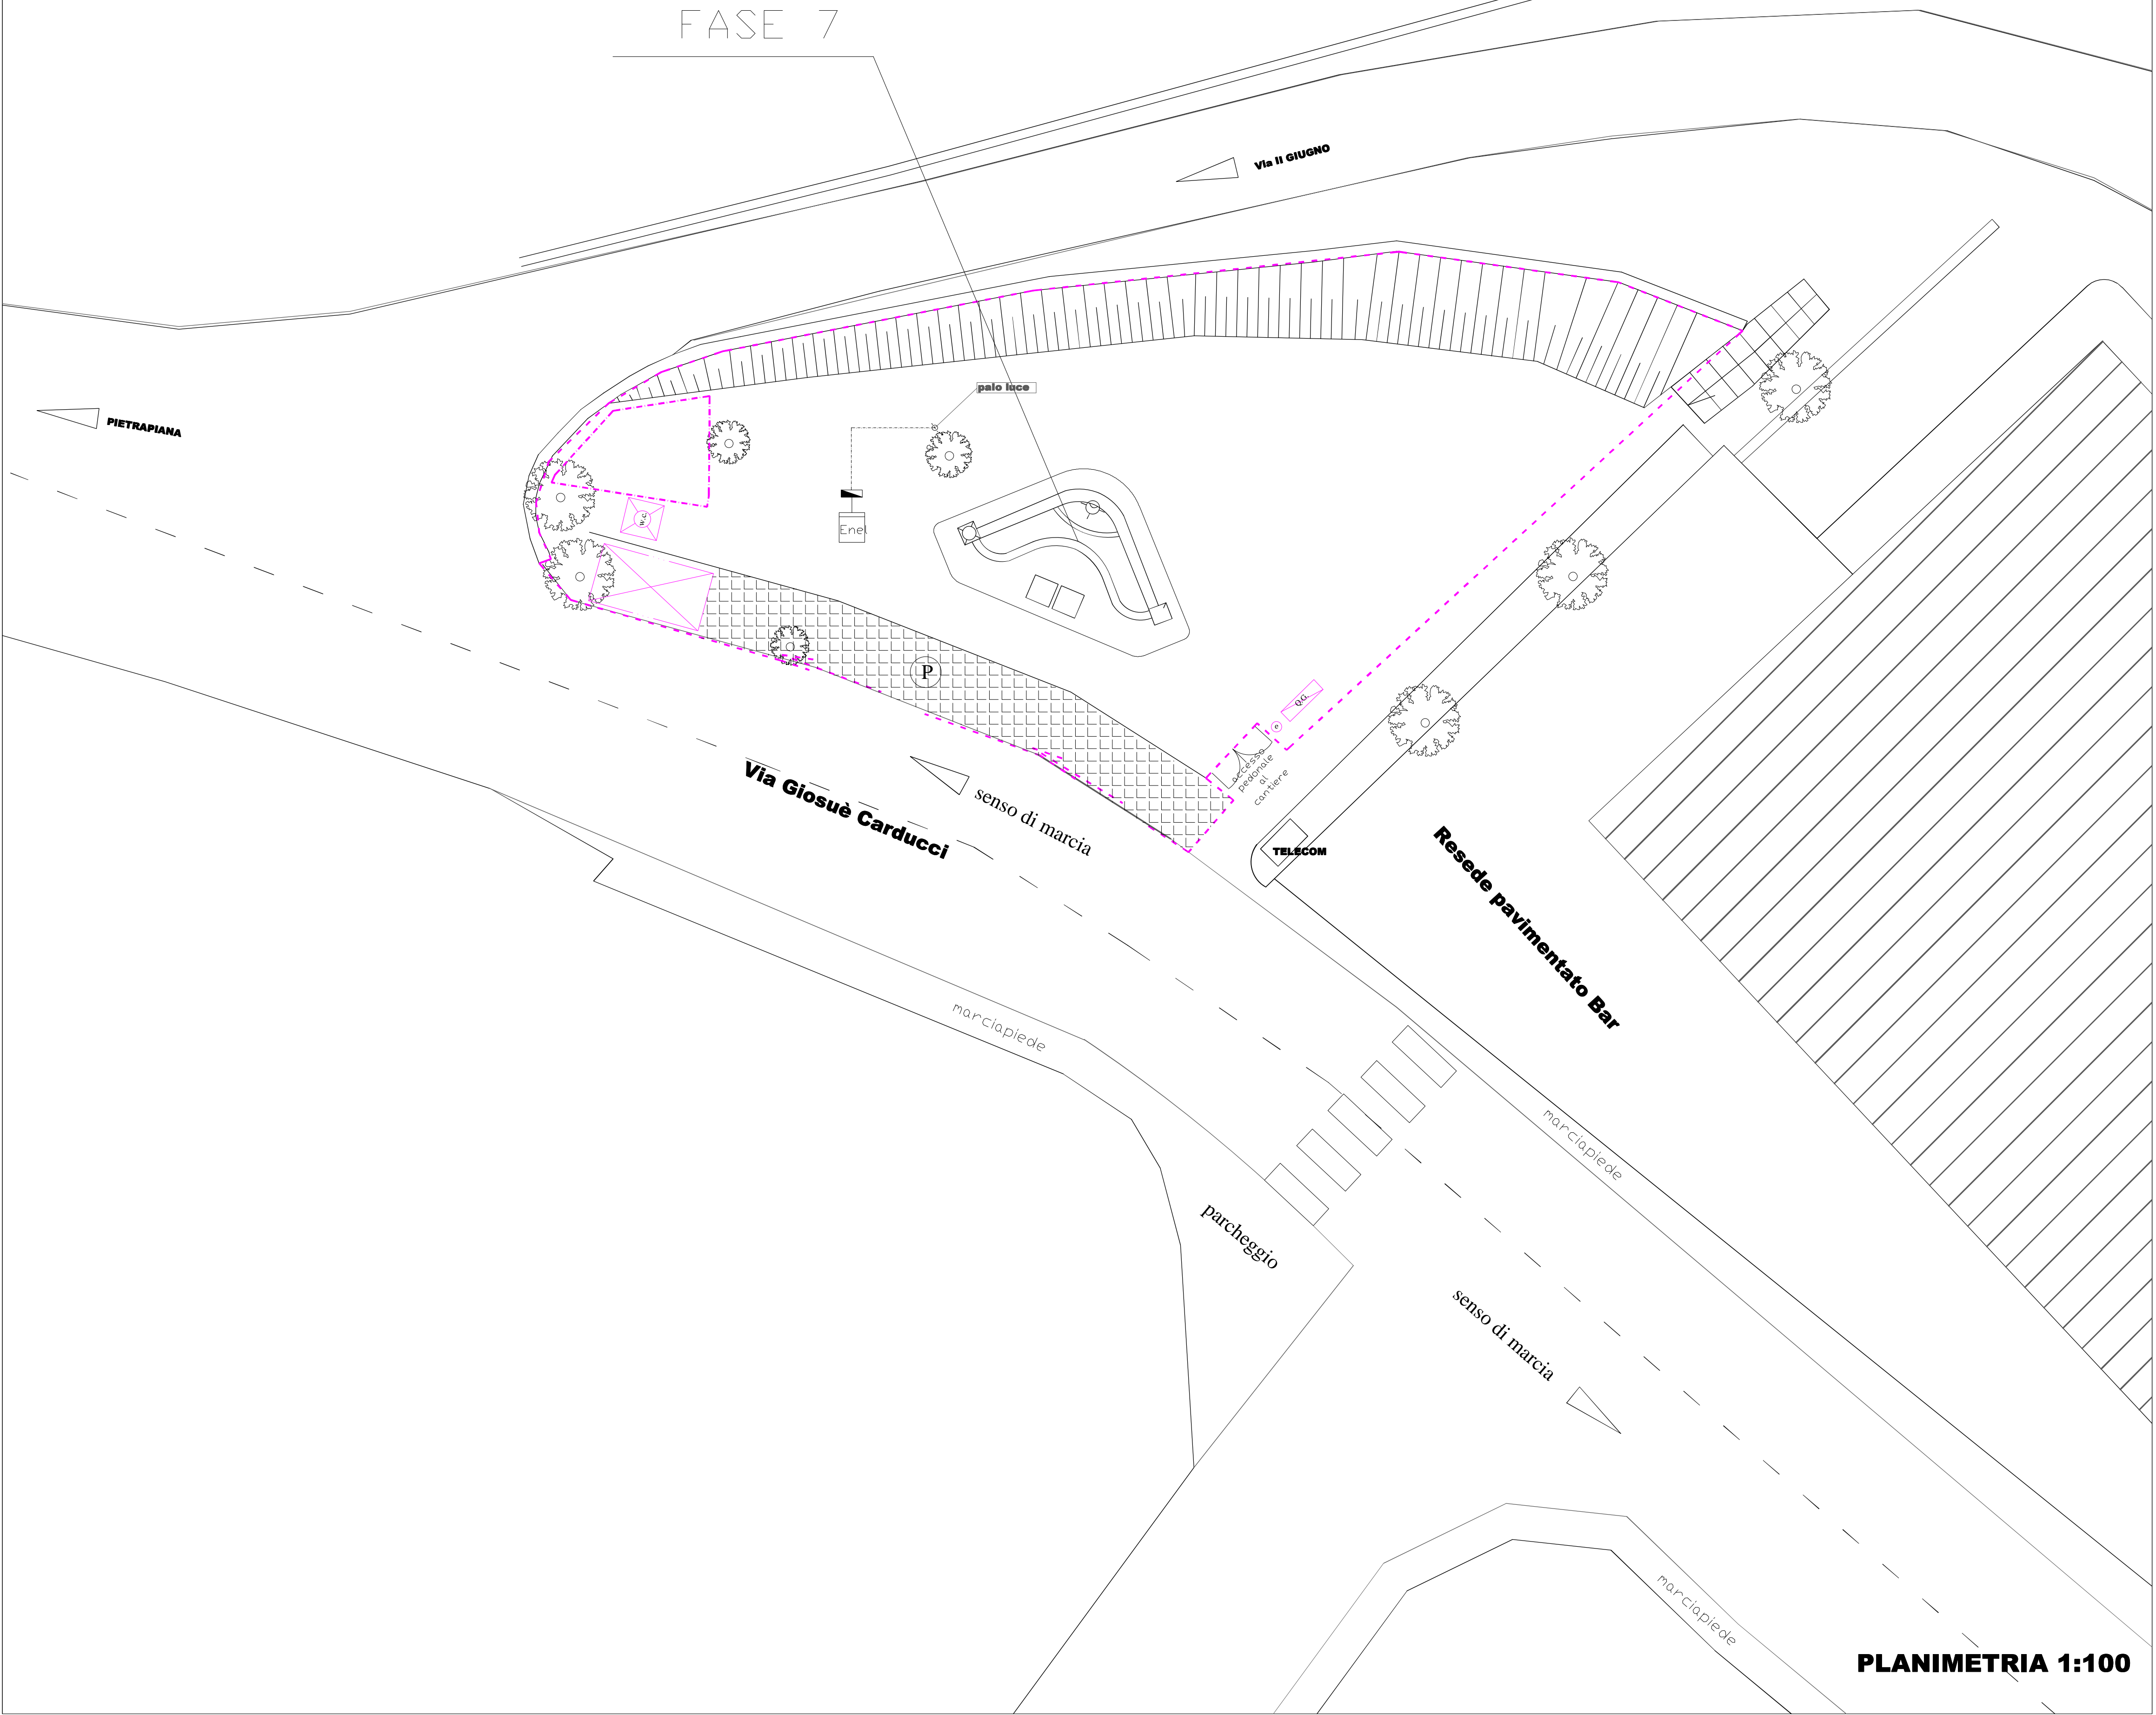 FASE 7
Via II GIUGNO
PIETRAPIANA
palo luce
w.c.
Enel
P
Q.G.
e
accesso
pedonale
al
cantiere
Via Giosuè Carducci
senso di marcia
TELECOM
Resede pavimentato Bar
marciapiede
marciapiede
parcheggio
senso di marcia
marciapiede
PLANIMETRIA 1:100